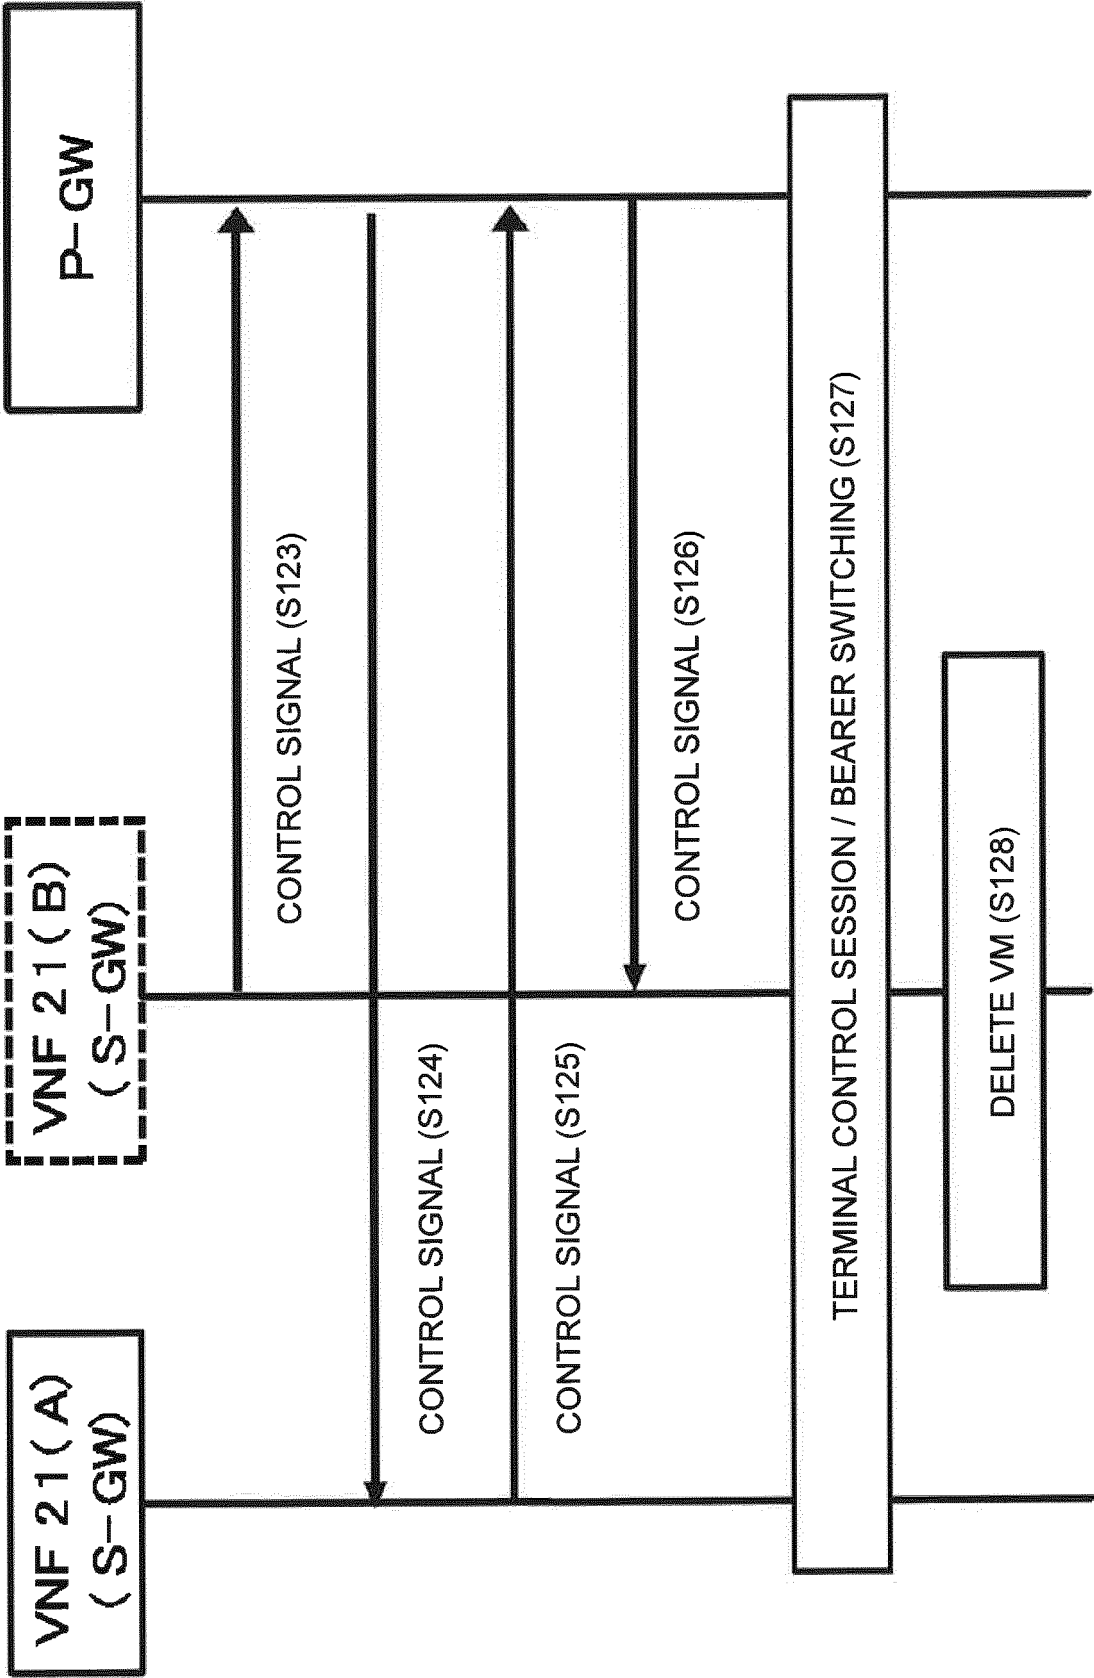 VNF 21(A)
(S-GW)
VNF 21(B)
(S-GW)
P-GW
CONTROL SIGNAL (S123)
CONTROL SIGNAL (S124)
CONTROL SIGNAL (S125)
CONTROL SIGNAL (S126)
TERMINAL CONTROL SESSION / BEARER SWITCHING (S127)
DELETE VM (S128)